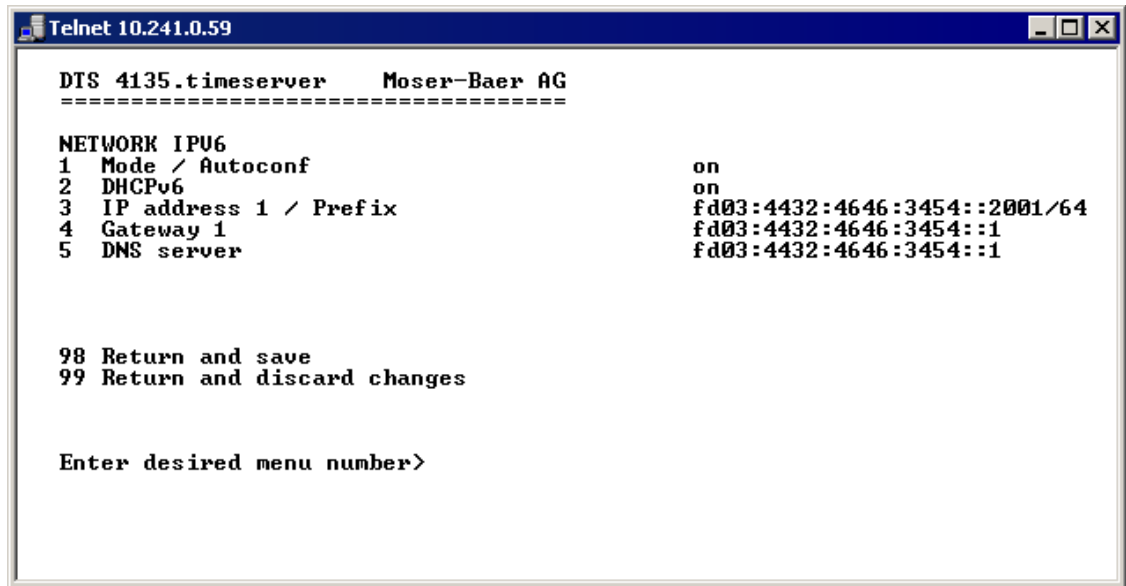 Telnet 10.241.0.59
DTS 4135.timeserver    Moser-Baer AG
====================================
NETWORK IPV6
1  Mode / Autoconf                           on
2  DHCPv6                                    on
3  IP address 1 / Prefix                     fd03:4432:4646:3454::2001/64
4  Gateway 1                                 fd03:4432:4646:3454::1
5  DNS server                                fd03:4432:4646:3454::1
98 Return and save
99 Return and discard changes
Enter desired menu number>